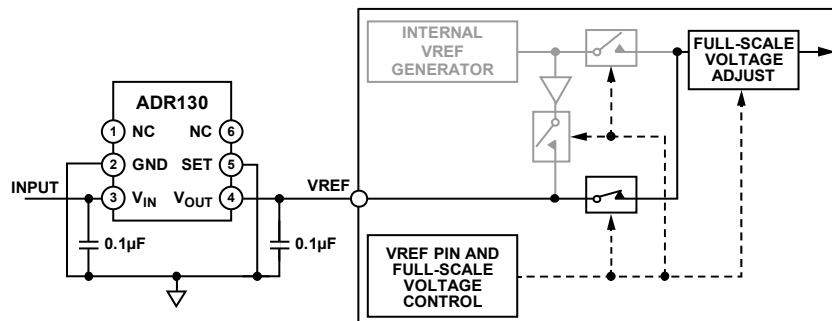 INTERNAL
VREF
GENERATOR
FULL-SCALE
VOLTAGE
ADJUST
ADR130
1 NC
NC 6
2 GND
SET 5
INPUT
3 VIN
VOUT 4
VREF
0.1µF
0.1µF
VREF PIN AND
FULL-SCALE
VOLTAGE
CONTROL